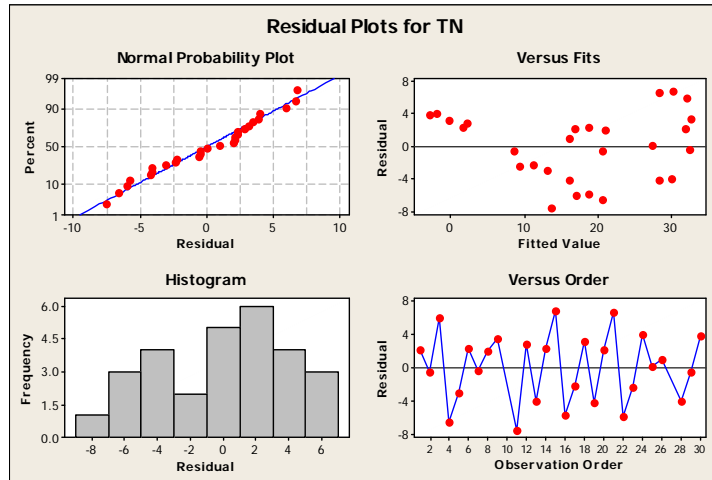 Residual Plots for TN
Normal Probability Plot
99
90
50
10
1
Percent
-10 -5 0 5 10
Residual
Versus Fits
8
4
0
-4
-8
Residual
0 10 20 30
Fitted Value
Histogram
6.0
4.5
3.0
1.5
0.0
Frequency
-8 -6 -4 -2 0 2 4 6
Residual
Versus Order
8
4
0
-4
-8
Residual
2 4 6 8 10 12 14 16 18 20 22 24 26 28 30
Observation Order